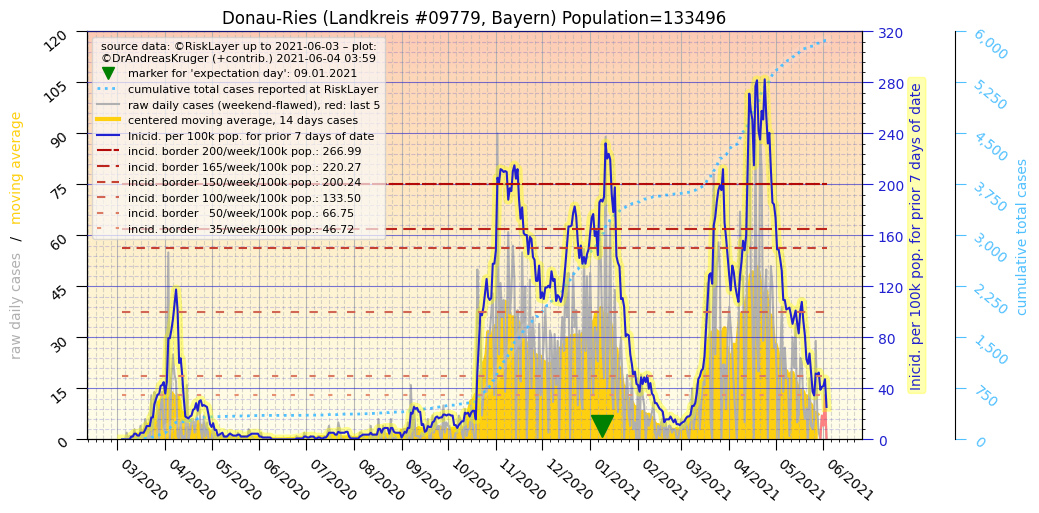 Donau-Ries (Landkreis #09779, Bayern) Population=133496
source data: ©RiskLayer up to 2021-06-03 – plot:
©DrAndreasKruger (+contrib.) 2021-06-04 03:59
marker for 'expectation day': 09.01.2021
cumulative total cases reported at RiskLayer
raw daily cases (weekend-flawed), red: last 5
centered moving average, 14 days cases
Inicid. per 100k pop. for prior 7 days of date
incid. border 200/week/100k pop.: 266.99
incid. border 165/week/100k pop.: 220.27
incid. border 150/week/100k pop.: 200.24
incid. border 100/week/100k pop.: 133.50
incid. border   50/week/100k pop.: 66.75
incid. border   35/week/100k pop.: 46.72
raw daily cases   /   moving average
120
105
90
75
60
45
30
15
0
320
280
240
200
160
120
80
40
0
Inicid. per 100k pop. for prior 7 days of date
6,000
5,250
4,500
3,750
3,000
2,250
1,500
750
0
cumulative total cases
03/2020
04/2020
05/2020
06/2020
07/2020
08/2020
09/2020
10/2020
11/2020
12/2020
01/2021
02/2021
03/2021
04/2021
05/2021
06/2021